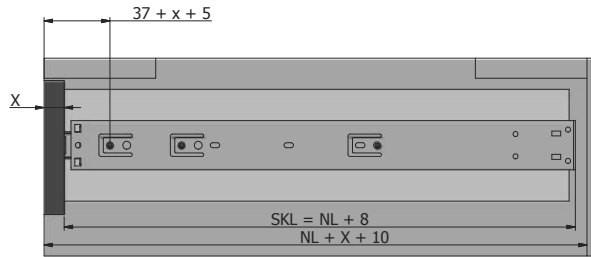 37 + x + 5
X
SKL = NL + 8
NL + X + 10